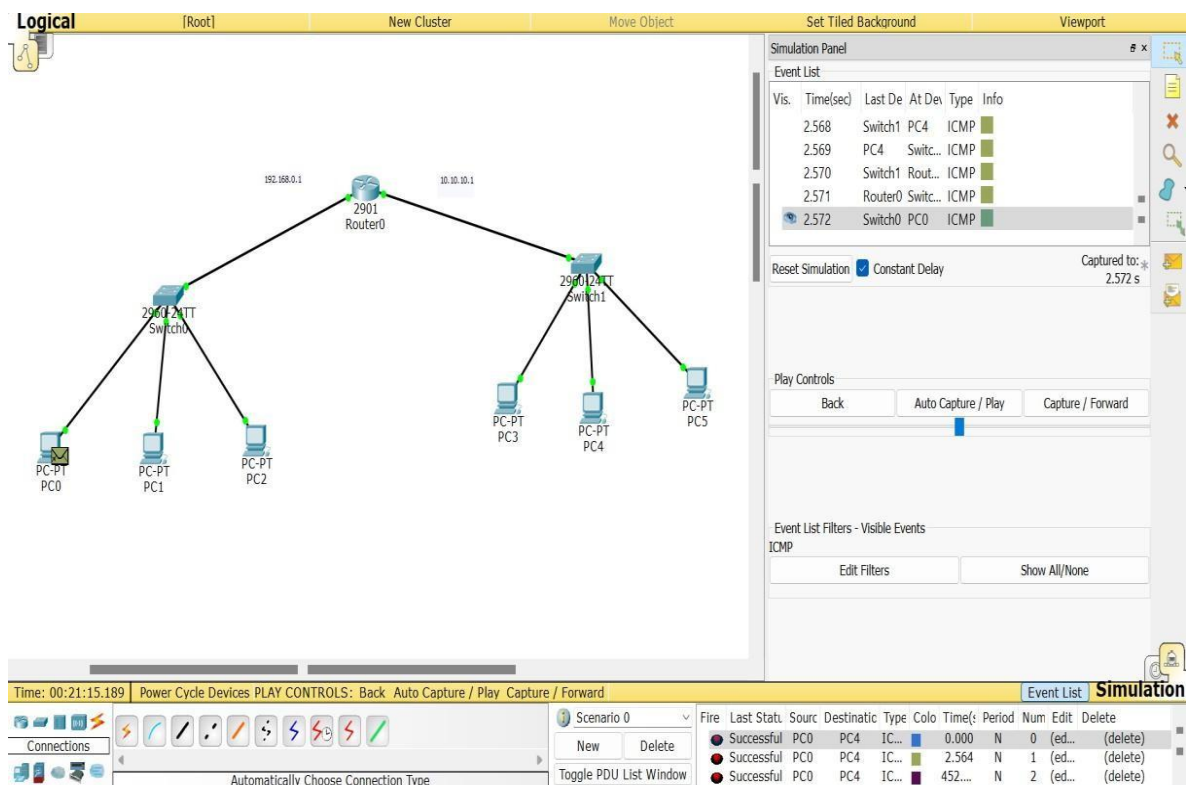 Logical [Root] New Cluster Move Object Set Tiled Background Viewport
Simulation Panel
Event List
Vis. Time(sec) Last De At Dev Type Info
2.568 Switch1 PC4 ICMP
2.569 PC4 Switc... ICMP
2.570 Switch1 Rout... ICMP
2.571 Router0 Switc... ICMP
2.572 Switch0 PC0 ICMP
Reset Simulation Constant Delay Captured to:
2.572 s
192.168.0.1 10.10.10.1
2901
Router0
2960-24TT
Switch1
2960-24TT
Switch0
Play Controls
Back Auto Capture / Play Capture / Forward
PC-PT
PC3
PC-PT
PC4
PC-PT
PC5
PC-PT
PC0
PC-PT
PC1
PC-PT
PC2
Event List Filters - Visible Events
ICMP
Edit Filters Show All/None
Time: 00:21:15.189 Power Cycle Devices PLAY CONTROLS: Back Auto Capture / Play Capture / Forward Event List Simulation
Connections
Automatically Choose Connection Type
Scenario 0
New Delete
Toggle PDU List Window
Fire Last Statu Sourc Destinatic Type Colo Time(s Period Num Edit Delete
Successful PC0 PC4 IC... 0.000 N 0 (ed... (delete)
Successful PC0 PC4 IC... 2.564 N 1 (ed... (delete)
Successful PC0 PC4 IC... 452.... N 2 (ed... (delete)